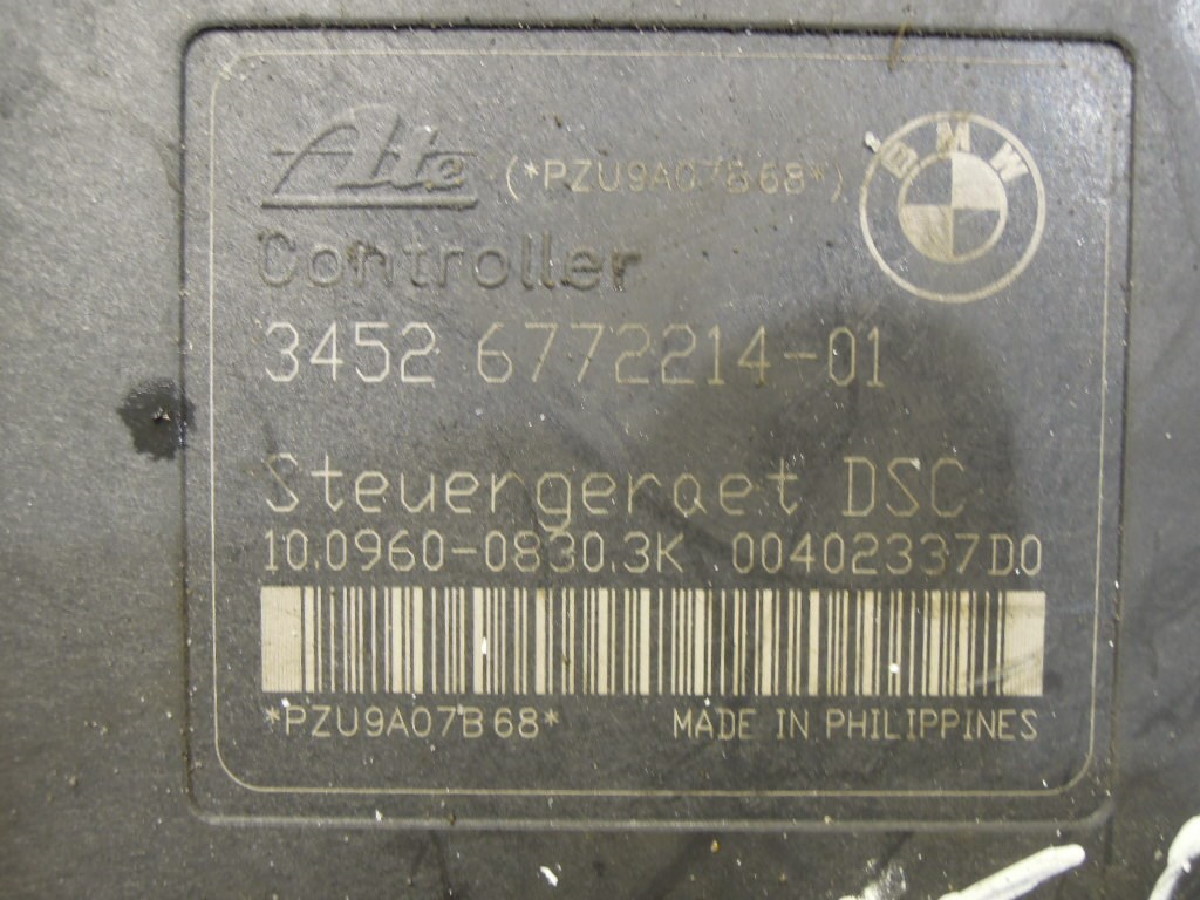 Ate (*PZU9A07B68*) BMW
Controller
3452 6772214-01
Steuergeraet DSC
10.0960-0830.3K 00402337D0
*PZU9A07B68* MADE IN PHILIPPINES